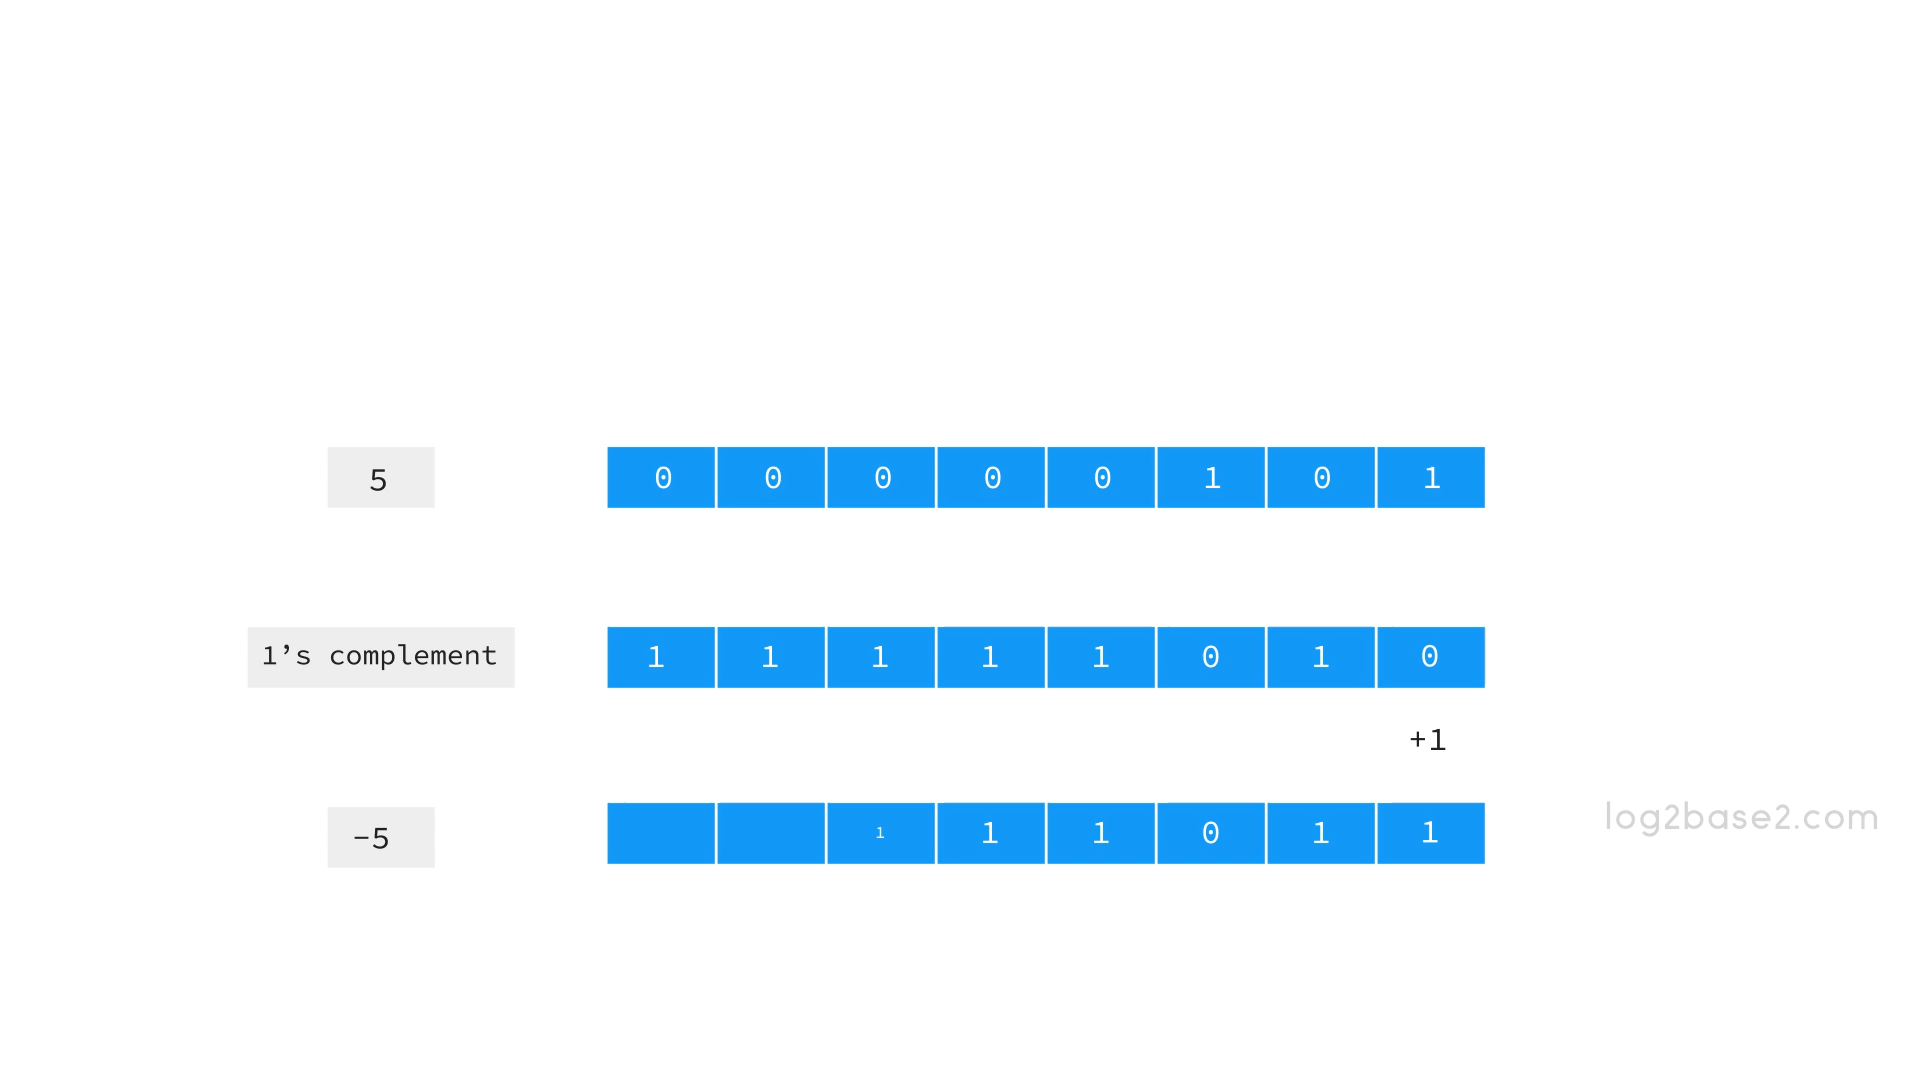 5 0 0 0 0 0 1 0 1
1’s complement 1 1 1 1 1 0 1 0
+1
-5 1 1 1 0 1 1
log2base2.com